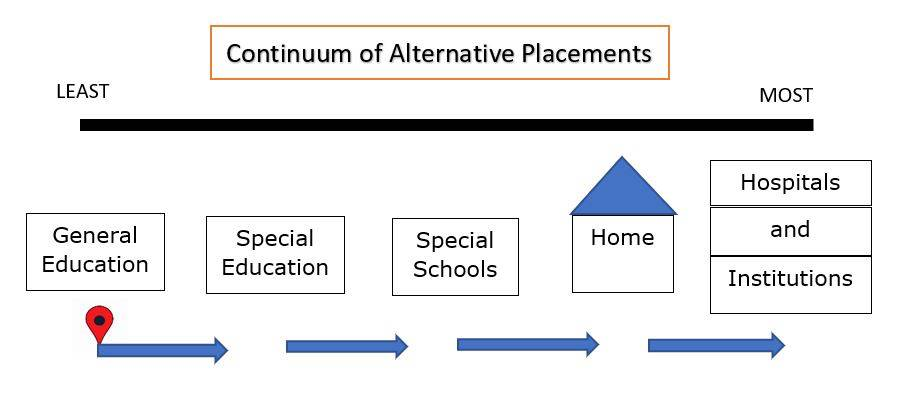 Continuum of Alternative Placements
LEAST
MOST
General
Education
Special
Education
Special
Schools
Home
Hospitals
and
Institutions